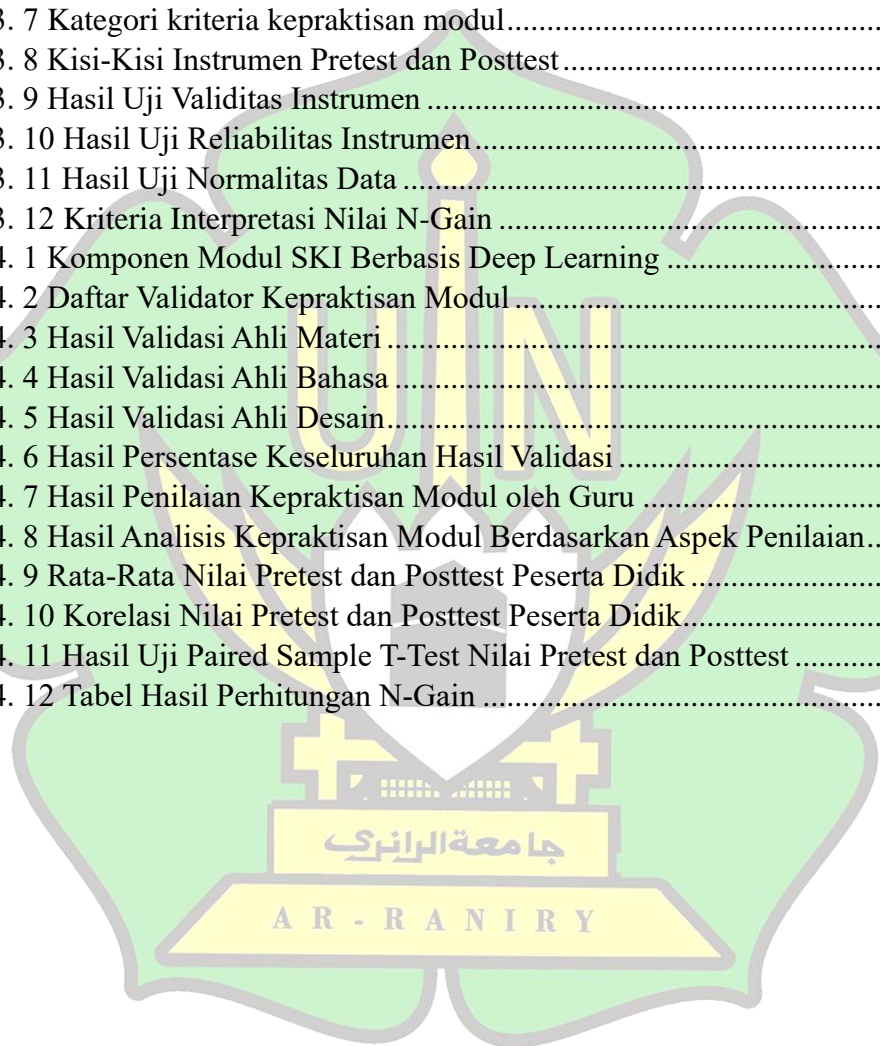 3. 7 Kategori kriteria kepraktisan modul
3. 8 Kisi-Kisi Instrumen Pretest dan Posttest
3. 9 Hasil Uji Validitas Instrumen
3. 10 Hasil Uji Reliabilitas Instrumen
3. 11 Hasil Uji Normalitas Data
3. 12 Kriteria Interpretasi Nilai N-Gain
4. 1 Komponen Modul SKI Berbasis Deep Learning
4. 2 Daftar Validator Kepraktisan Modul
4. 3 Hasil Validasi Ahli Materi
4. 4 Hasil Validasi Ahli Bahasa
4. 5 Hasil Validasi Ahli Desain
4. 6 Hasil Persentase Keseluruhan Hasil Validasi
4. 7 Hasil Penilaian Kepraktisan Modul oleh Guru
4. 8 Hasil Analisis Kepraktisan Modul Berdasarkan Aspek Penilaian
4. 9 Rata-Rata Nilai Pretest dan Posttest Peserta Didik
4. 10 Korelasi Nilai Pretest dan Posttest Peserta Didik
4. 11 Hasil Uji Paired Sample T-Test Nilai Pretest dan Posttest
4. 12 Tabel Hasil Perhitungan N-Gain
UIN
جامعة الرانري
AR-RANIRY